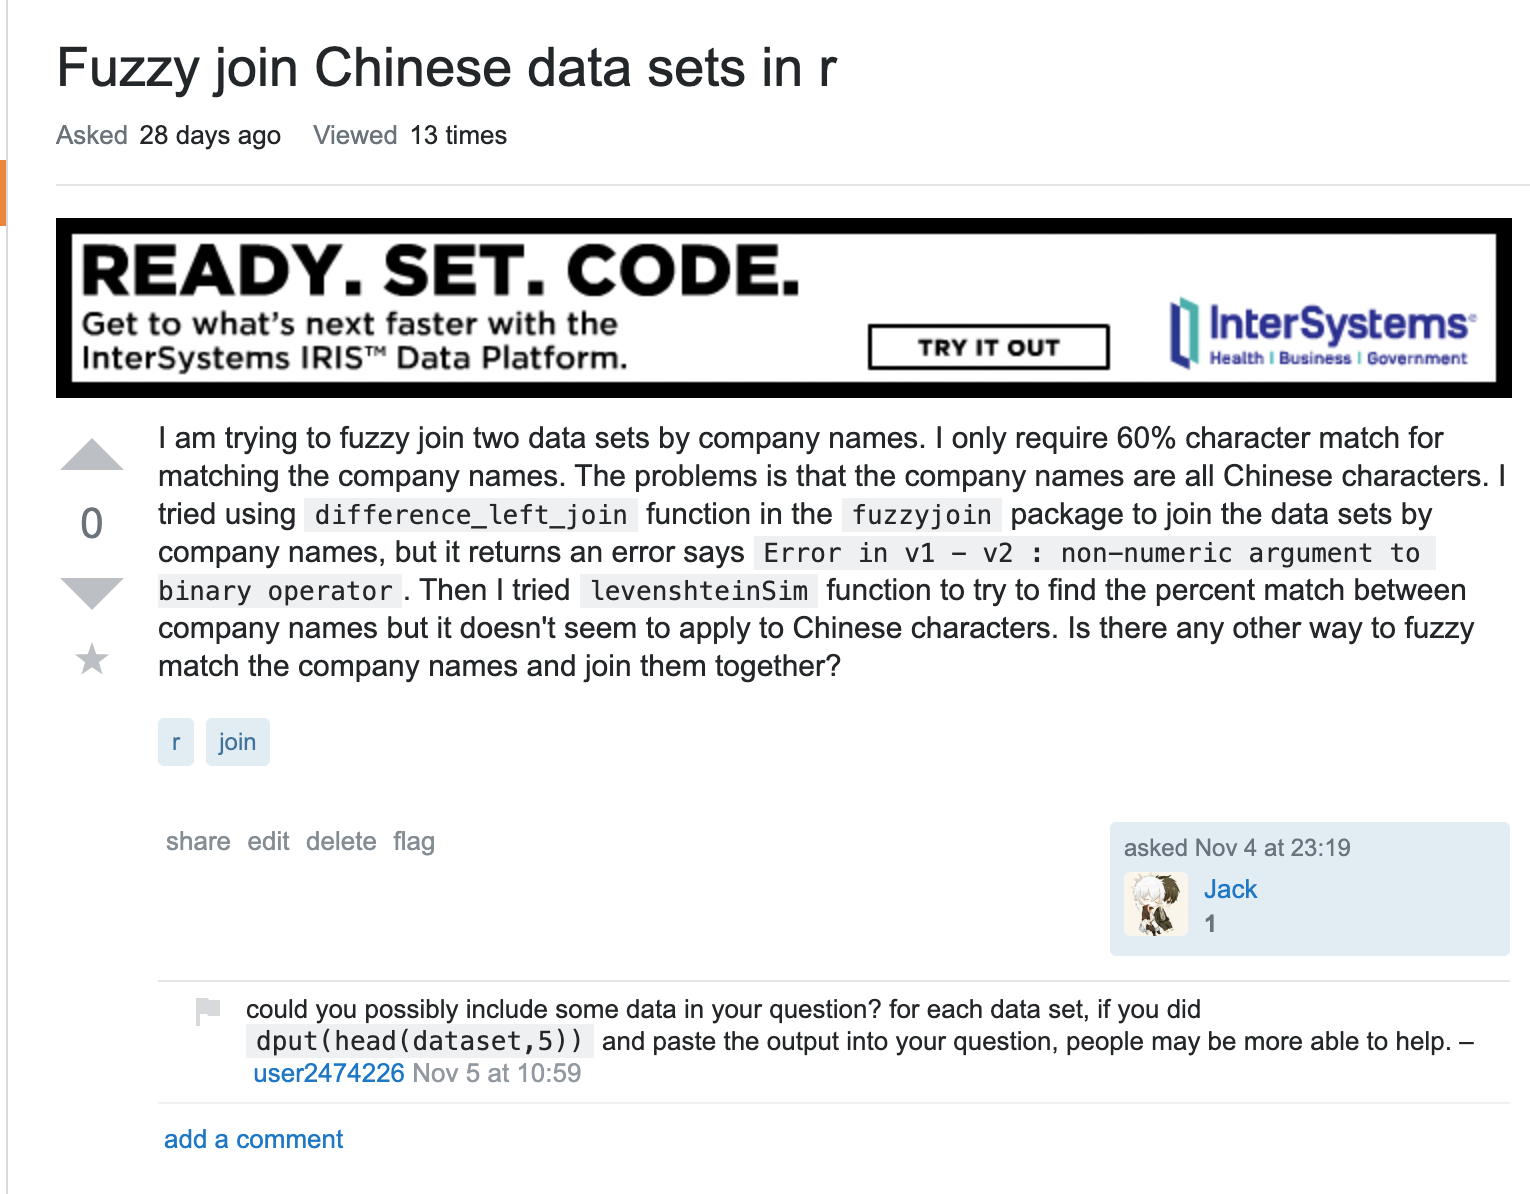 Fuzzy join Chinese data sets in r
Asked 28 days ago Viewed 13 times
READY. SET. CODE.
Get to what's next faster with the
InterSystems IRIS™ Data Platform.
TRY IT OUT
InterSystems®
Health | Business | Government
I am trying to fuzzy join two data sets by company names. I only require 60% character match for
matching the company names. The problems is that the company names are all Chinese characters. I
tried using difference_left_join function in the fuzzyjoin package to join the data sets by
company names, but it returns an error says Error in v1 - v2 : non-numeric argument to
binary operator. Then I tried levenshteinSim function to try to find the percent match between
company names but it doesn't seem to apply to Chinese characters. Is there any other way to fuzzy
match the company names and join them together?
0
r join
share edit delete flag
asked Nov 4 at 23:19
Jack
1
could you possibly include some data in your question? for each data set, if you did
dput(head(dataset,5)) and paste the output into your question, people may be more able to help. –
user2474226 Nov 5 at 10:59
add a comment